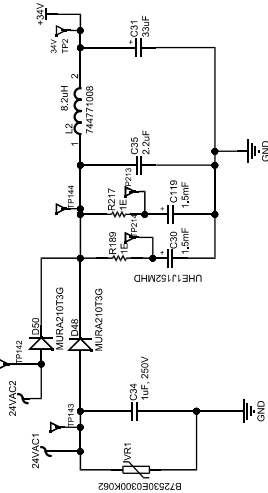 +34V
34V
TP2
C31
33uF
8.2uH
L2
744771008
1
2
C35
2.2uF
GND
TP144
R217
1E
TP213
C119
1.5mF
R189
1E
TP214
C30
1.5mF
UHE1J152MHD
D50
MURA210T3G
D48
MURA210T3G
TP142
24VAC2
TP143
24VAC1
C34
1uF, 250V
VR1
B72530E0300K062
GND